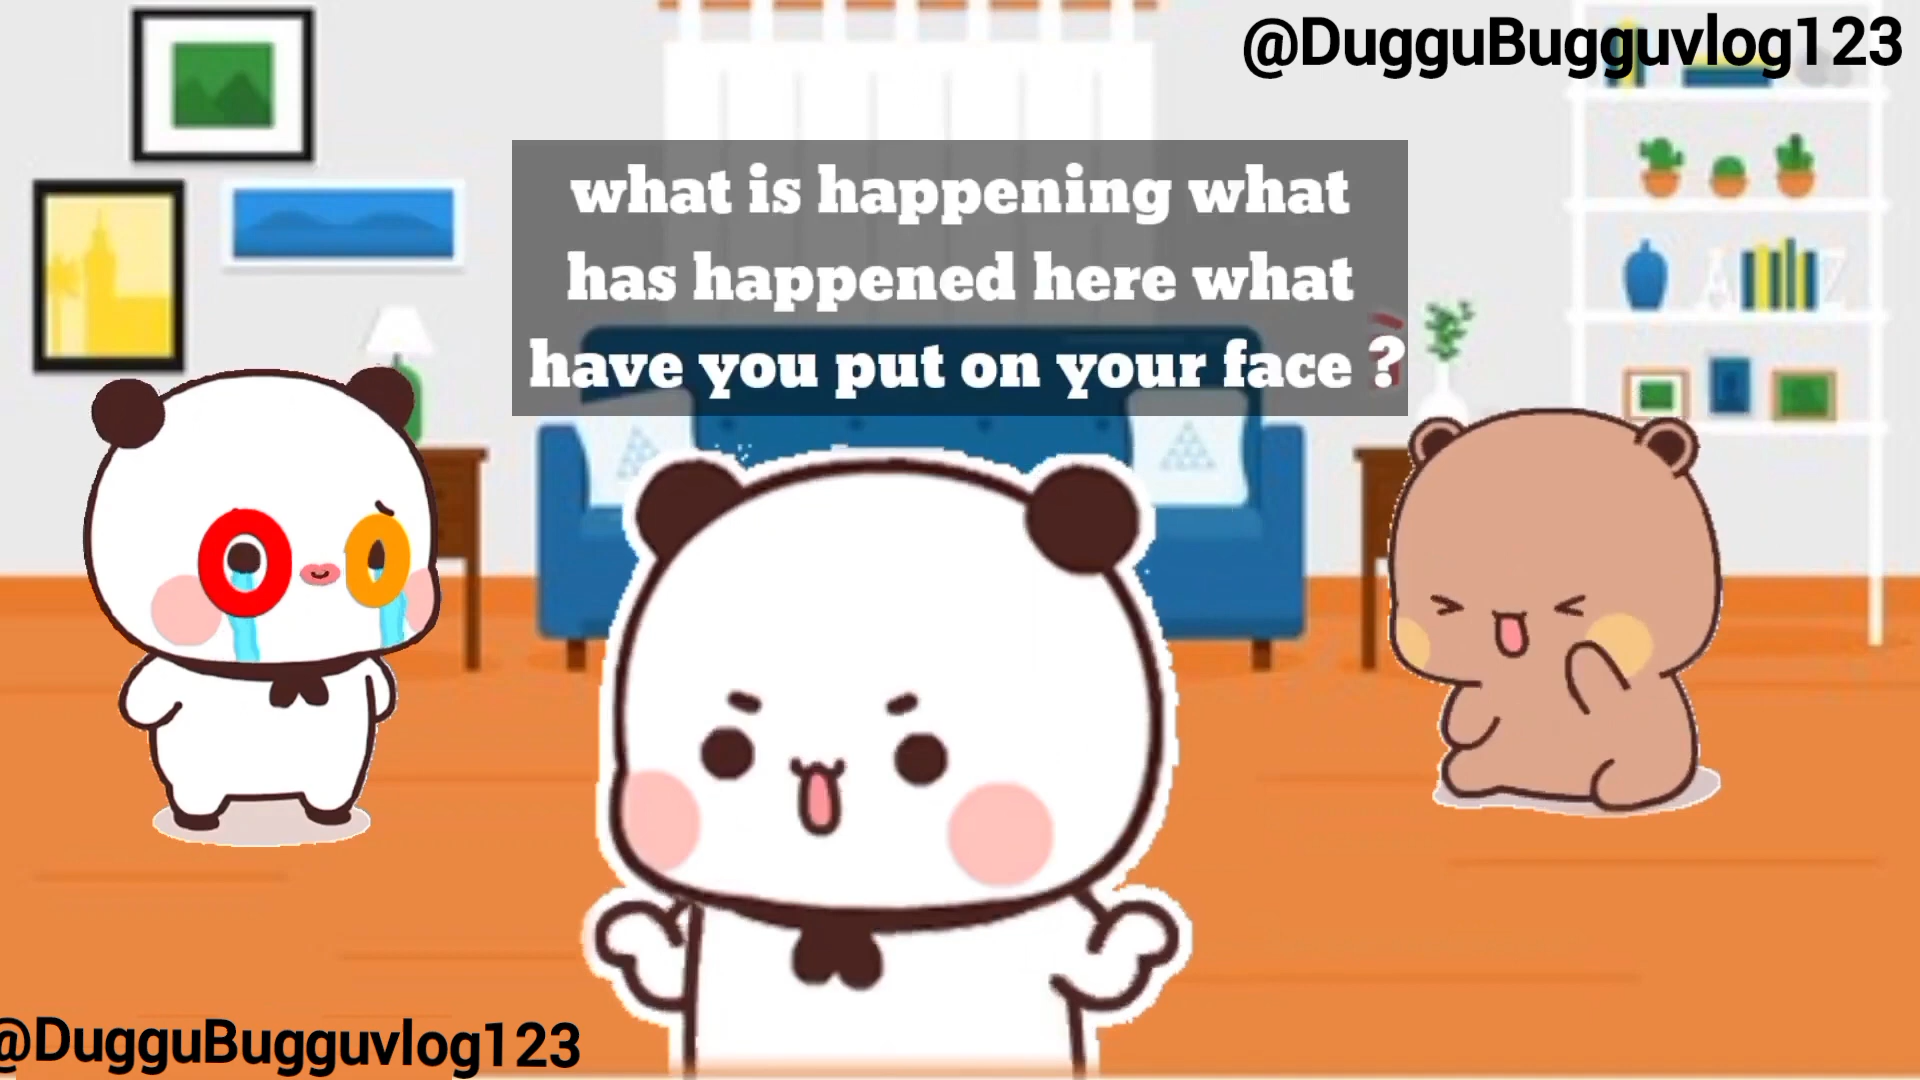 @DugguBugguvlog123
what is happening what
has happened here what
have you put on your face ?
@DugguBugguvlog123